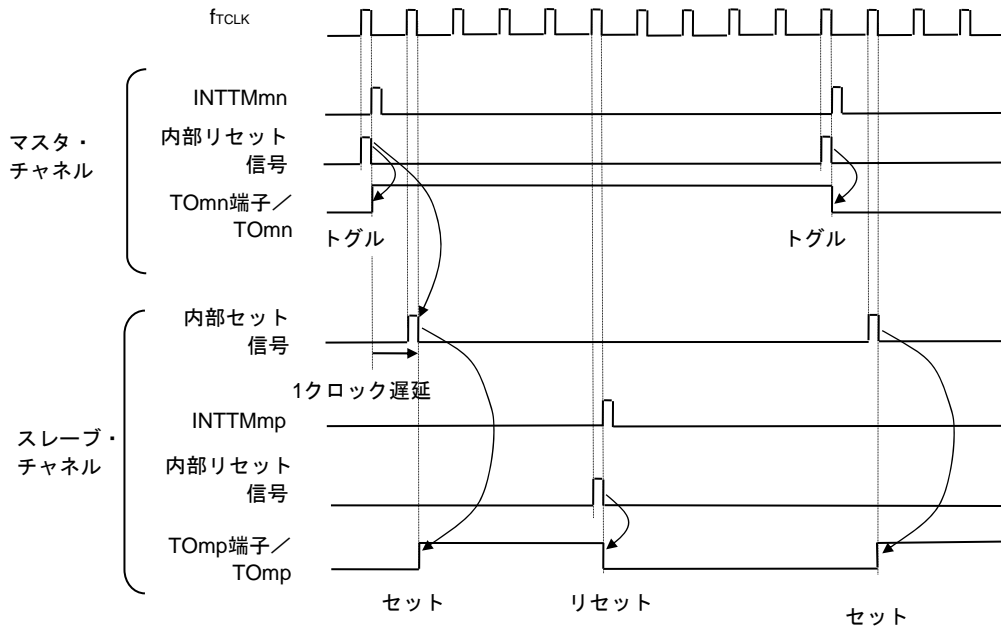 fTCLK
マスタ・
チャネル
INTTMmn
内部リセット
信号
TOmn端子／
TOmn
トグル
トグル
スレーブ・
チャネル
内部セット
信号
1クロック遅延
INTTMmp
内部リセット
信号
TOmp端子／
TOmp
セット
リセット
セット